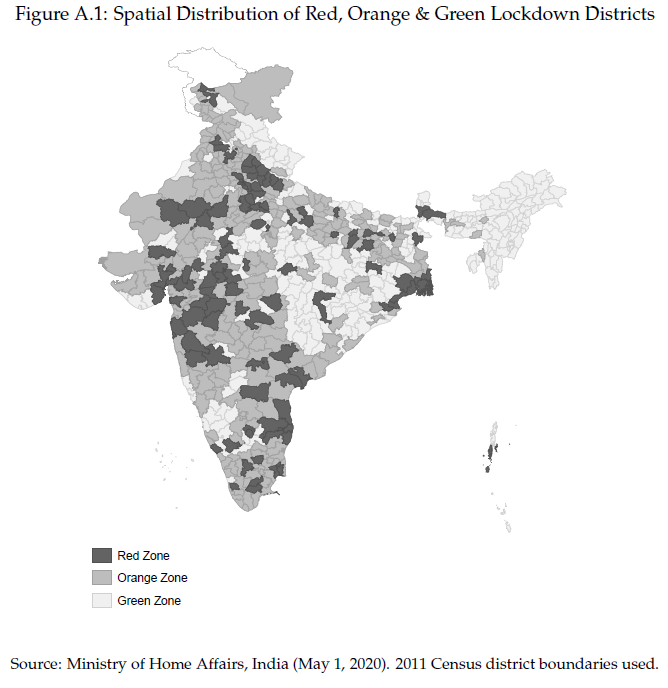 Figure A.1: Spatial Distribution of Red, Orange & Green Lockdown Districts
Red Zone
Orange Zone
Green Zone
Source: Ministry of Home Affairs, India (May 1, 2020). 2011 Census district boundaries used.